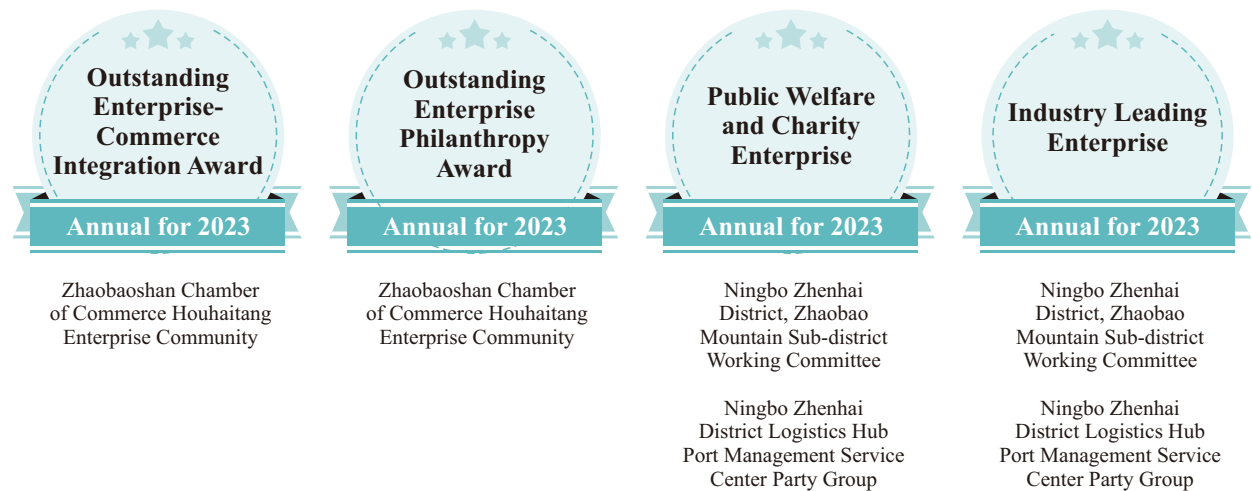 Outstanding
Enterprise-
Commerce
Integration Award
Annual for 2023
Zhaobaoshan Chamber
of Commerce Houhaitang
Enterprise Community
Outstanding
Enterprise
Philanthropy
Award
Annual for 2023
Zhaobaoshan Chamber
of Commerce Houhaitang
Enterprise Community
Public Welfare
and Charity
Enterprise
Annual for 2023
Ningbo Zhenhai
District, Zhaobao
Mountain Sub-district
Working Committee
Ningbo Zhenhai
District Logistics Hub
Port Management Service
Center Party Group
Industry Leading
Enterprise
Annual for 2023
Ningbo Zhenhai
District, Zhaobao
Mountain Sub-district
Working Committee
Ningbo Zhenhai
District Logistics Hub
Port Management Service
Center Party Group